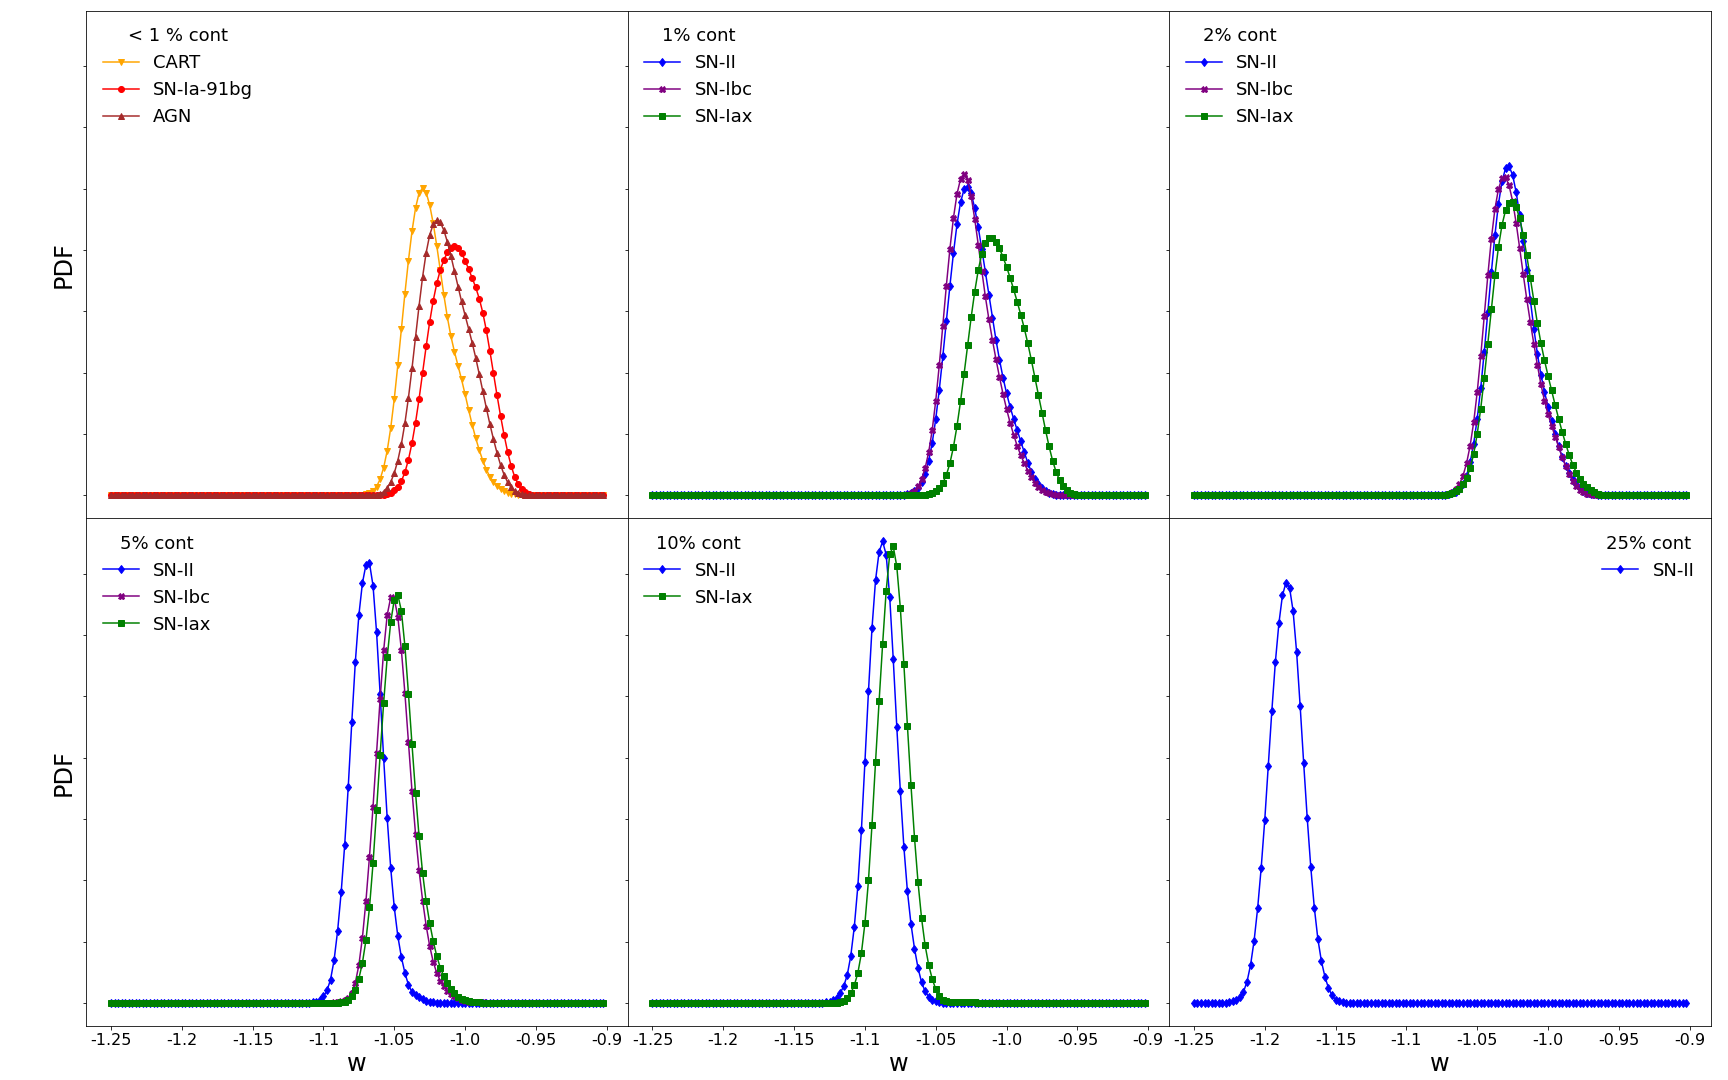 < 1 % cont
CART
SN-Ia-91bg
AGN
1% cont
SN-II
SN-Ibc
SN-Iax
2% cont
SN-II
SN-Ibc
SN-Iax
PDF
5% cont
SN-II
SN-Ibc
SN-Iax
10% cont
SN-II
SN-Iax
25% cont
SN-II
PDF
-1.25 -1.2 -1.15 -1.1 -1.05 -1.0 -0.95 -0.9
-1.25 -1.2 -1.15 -1.1 -1.05 -1.0 -0.95 -0.9
-1.25 -1.2 -1.15 -1.1 -1.05 -1.0 -0.95 -0.9
w
w
w